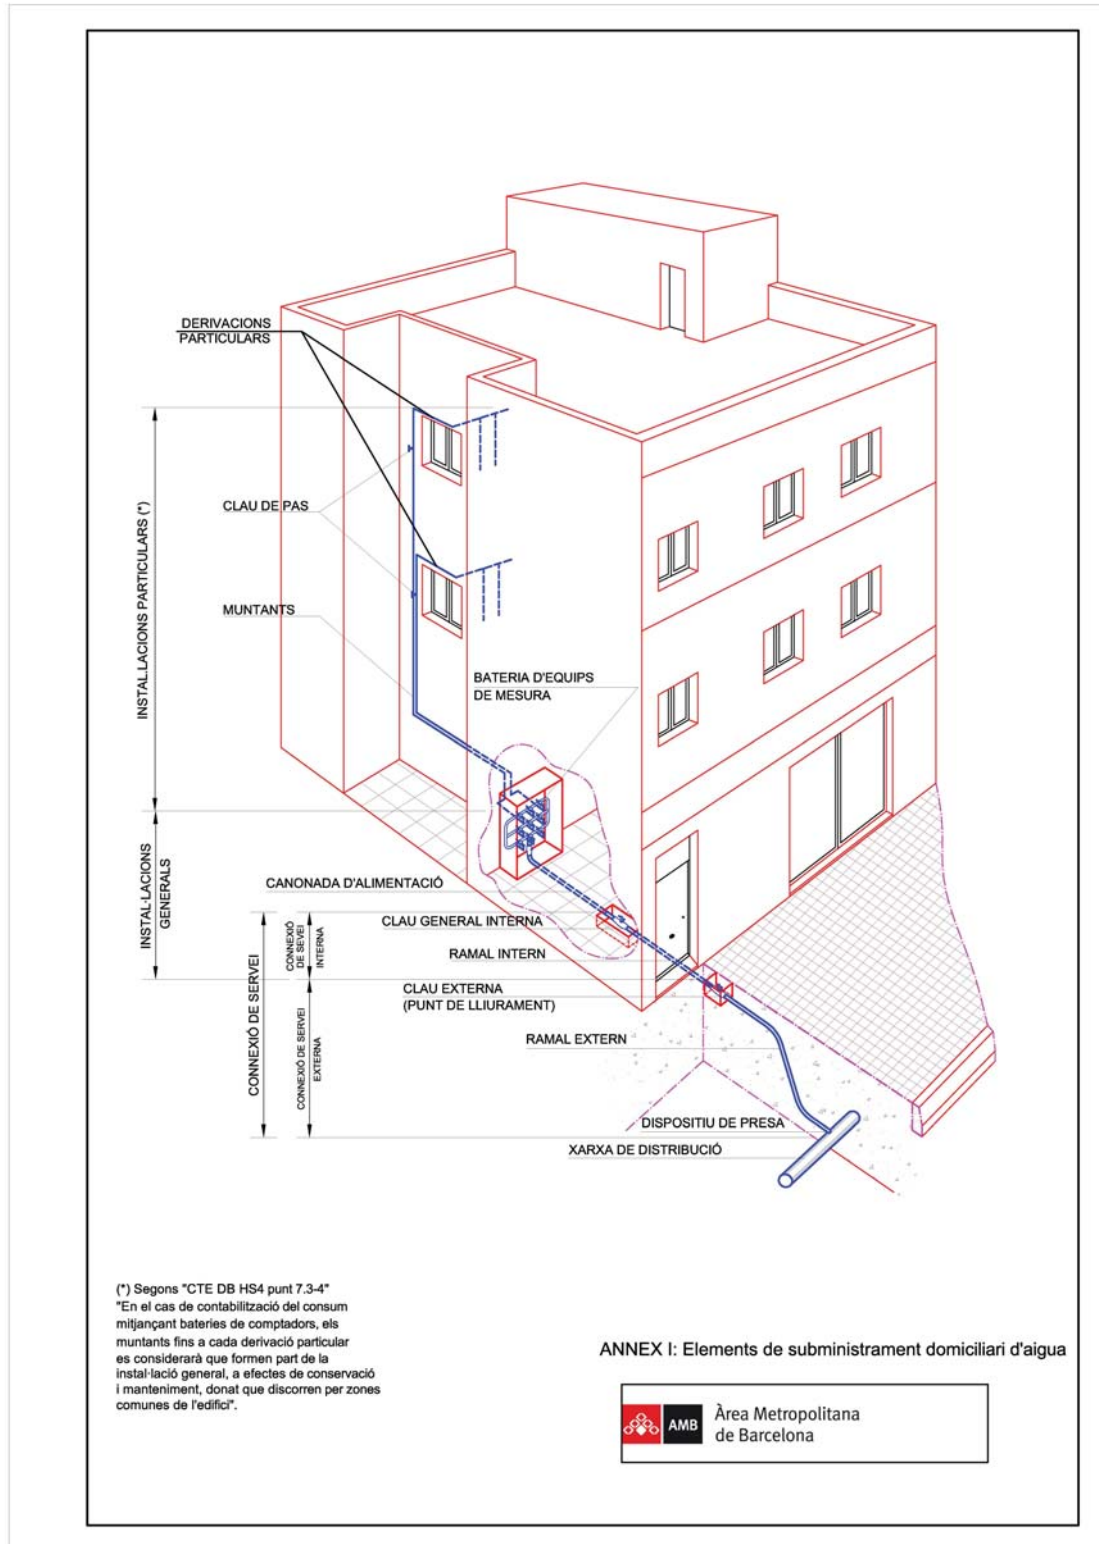 DERIVACIONS
PARTICULARS
INSTAL.LACIONS PARTICULARS (*)
CLAU DE PAS
MUNTANTS
BATERIA D'EQUIPS
DE MESURA
INSTAL·LACIONS
GENERALS
CANONADA D'ALIMENTACIÓ
CLAU GENERAL INTERNA
CONNEXIÓ
DE SEVEI
INTERNA
RAMAL INTERN
CLAU EXTERNA
(PUNT DE LLIURAMENT)
CONNEXIÓ DE SERVEI
CONNEXIÓ DE SERVEI
EXTERNA
RAMAL EXTERN
DISPOSITIU DE PRESA
XARXA DE DISTRIBUCIÓ
(*) Segons "CTE DB HS4 punt 7.3-4"
"En el cas de contabilització del consum
mitjançant bateries de comptadors, els
muntants fins a cada derivació particular
es considerarà que formen part de la
instal·lació general, a efectes de conservació
i manteniment, donat que discorren per zones
comunes de l'edifici".
ANNEX I: Elements de subministrament domiciliari d'aigua
AMB
Àrea Metropolitana
de Barcelona